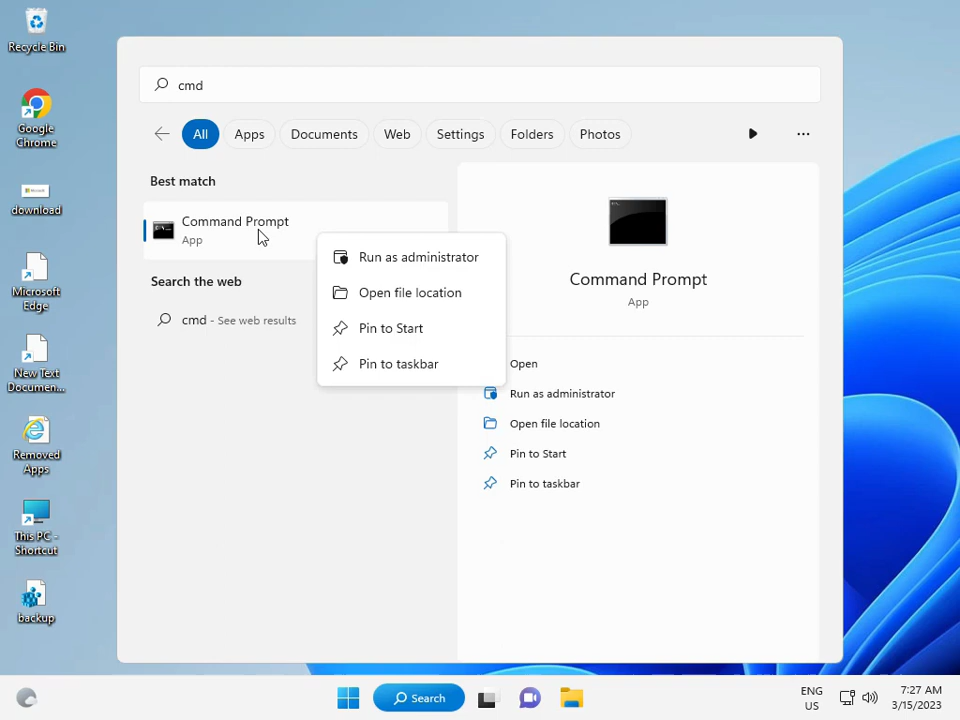 Recycle Bin
Google
Chrome
download
Microsoft
Edge
New Text
Documen...
Removed
Apps
This PC -
Shortcut
backup
cmd
All
Apps
Documents
Web
Settings
Folders
Photos
Best match
Command Prompt
App
Search the web
cmd - See web results
Run as administrator
Open file location
Pin to Start
Pin to taskbar
Command Prompt
App
Open
Run as administrator
Open file location
Pin to Start
Pin to taskbar
Search
ENG
US
7:27 AM
3/15/2023